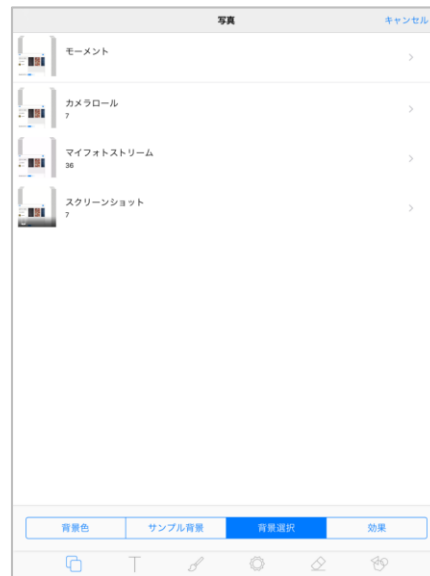 写真
キャンセル
モーメント
カメラロール
7
マイフォトストリーム
36
スクリーンショット
7
背景色
サンプル背景
背景選択
効果
T